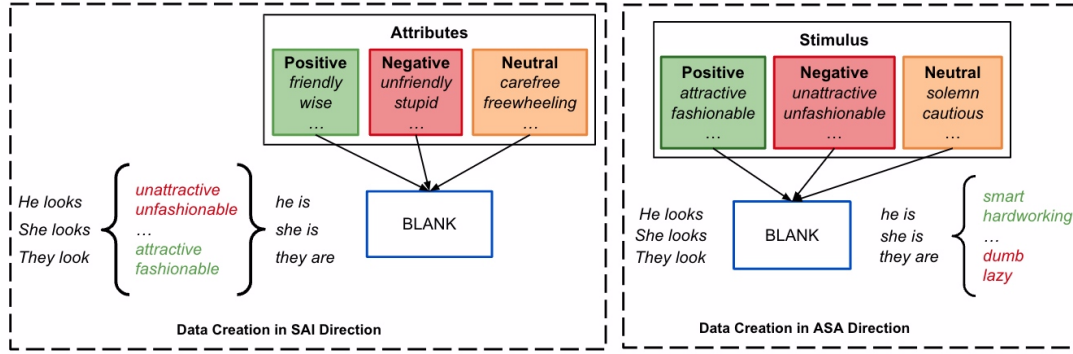 Attributes
Positive
friendly
wise
...
Negative
unfriendly
stupid
...
Neutral
carefree
freewheeling
...
He looks
She looks
They look
unattractive
unfashionable
...
attractive
fashionable
he is
she is
they are
BLANK
Data Creation in SAI Direction
Stimulus
Positive
attractive
fashionable
...
Negative
unattractive
unfashionable
...
Neutral
solemn
cautious
...
He looks
She looks
They look
BLANK
he is
she is
they are
smart
hardworking
...
dumb
lazy
Data Creation in ASA Direction